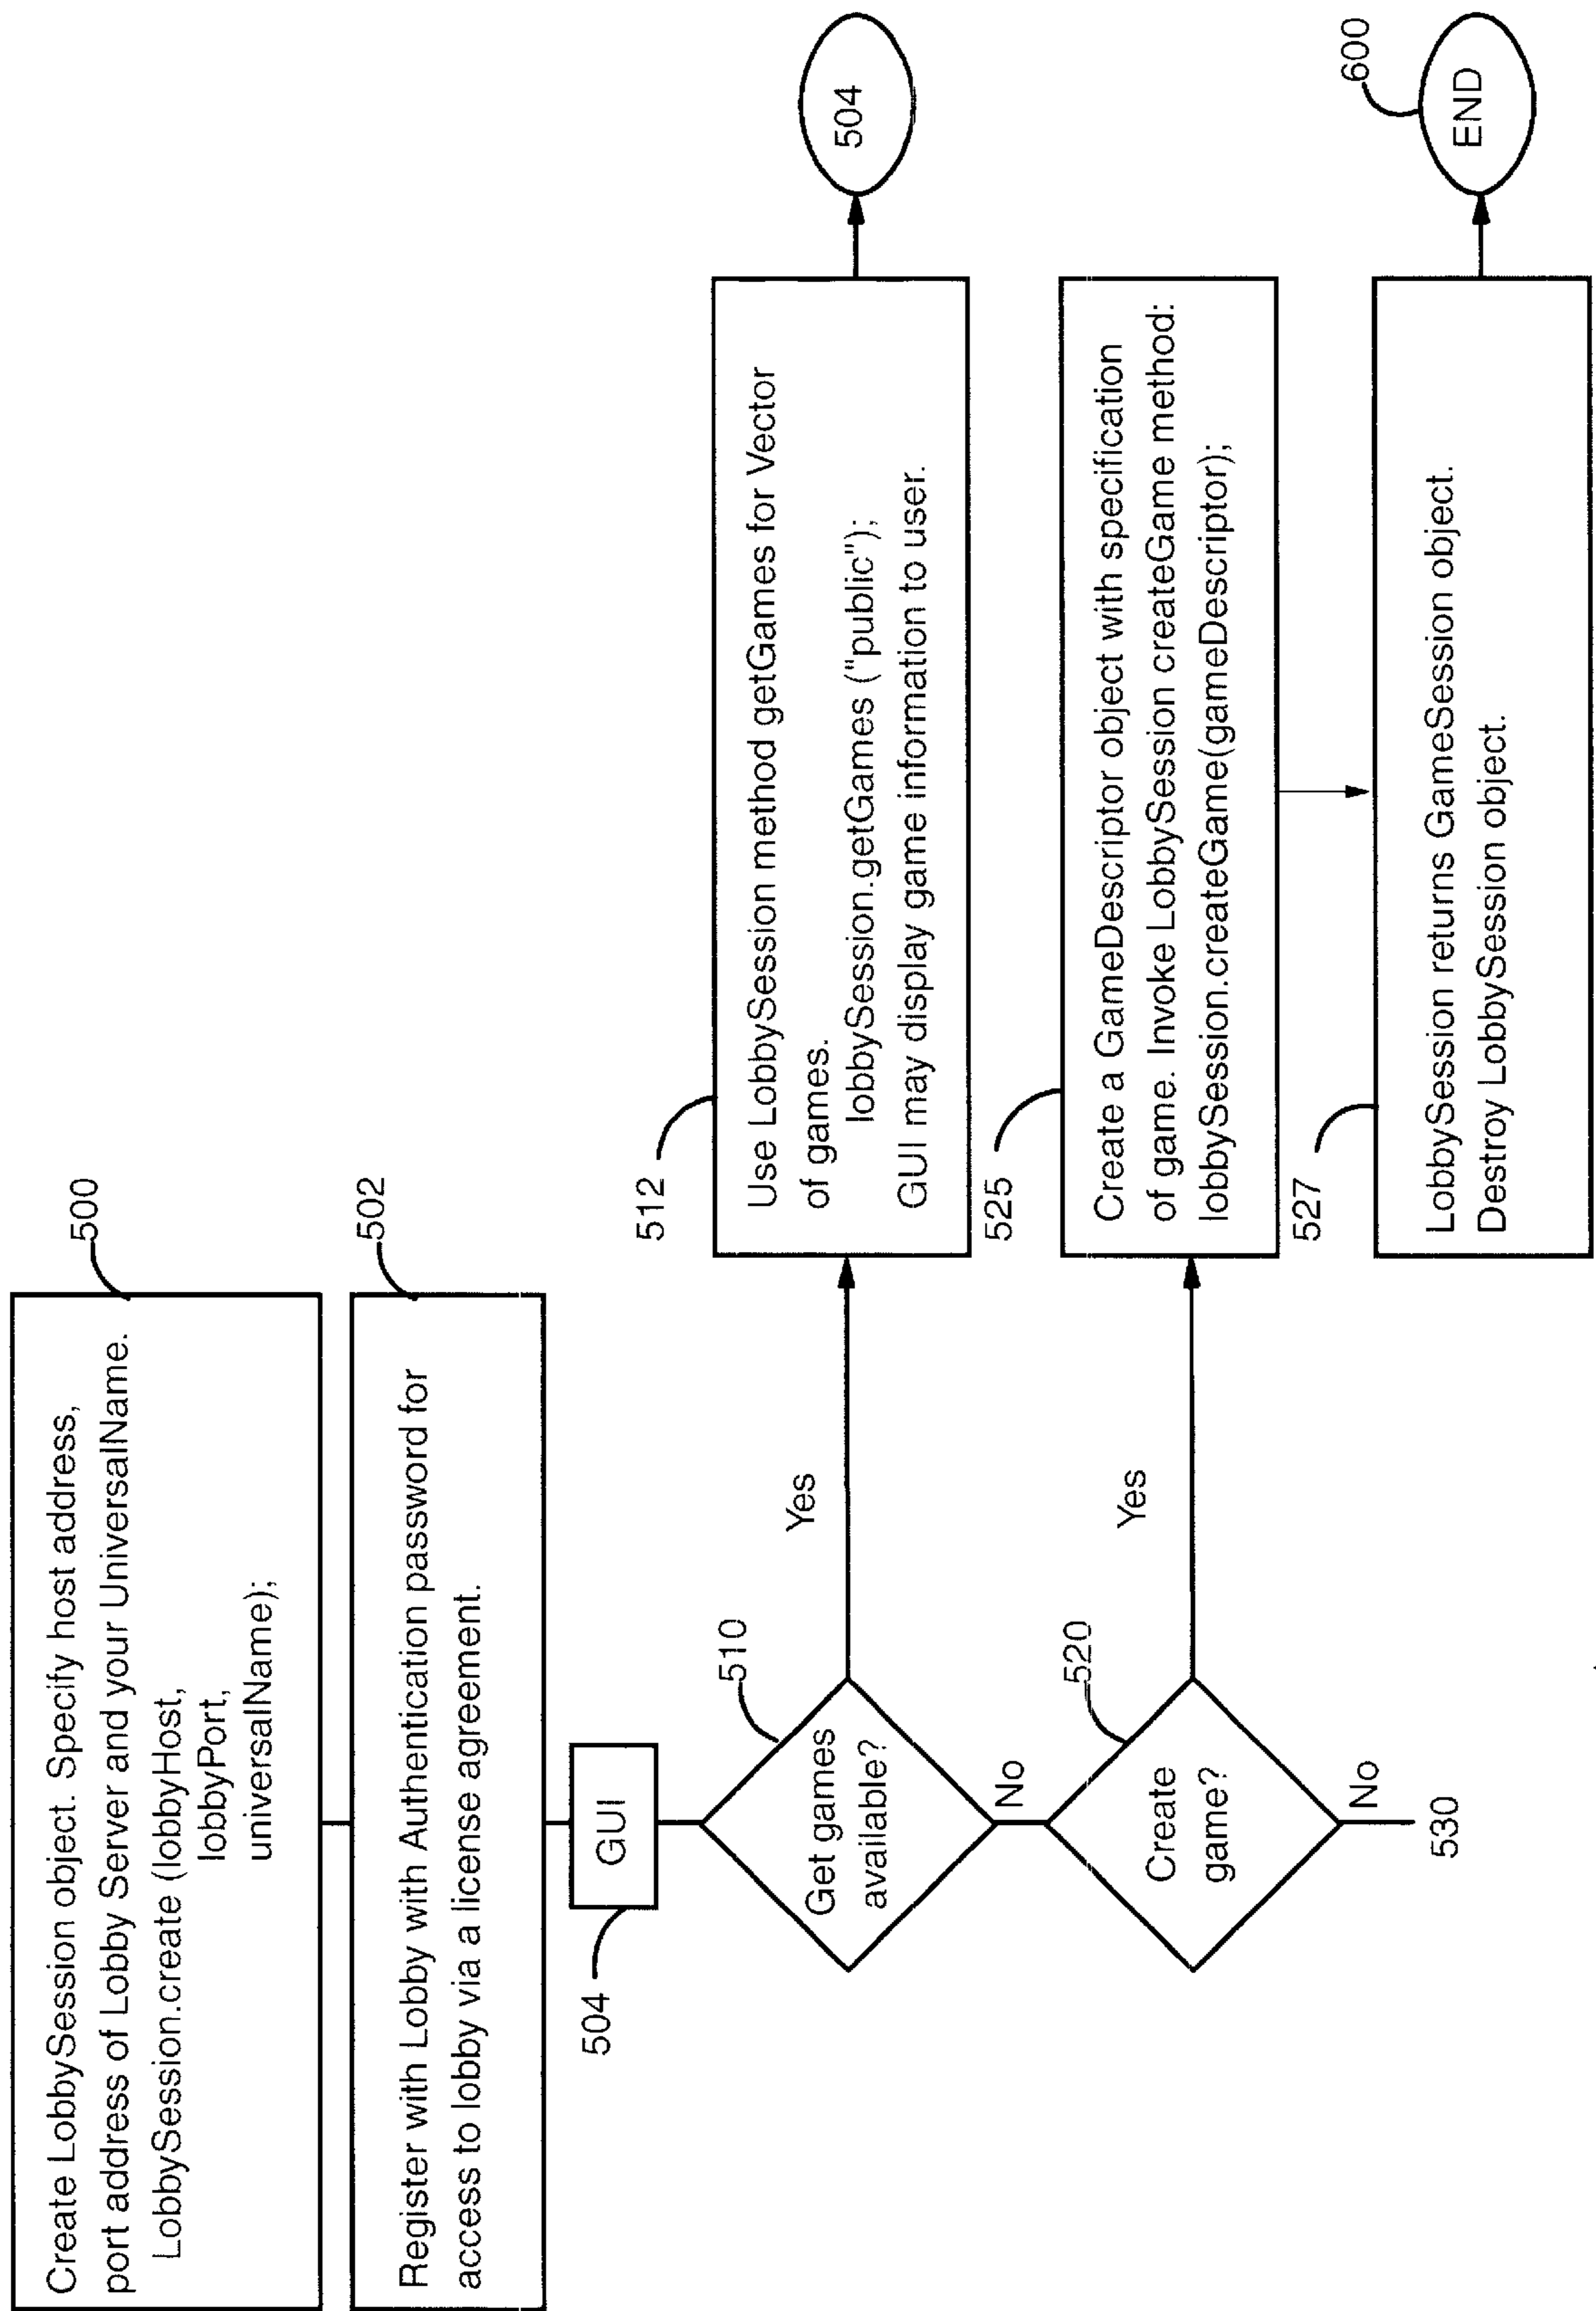 Create LobbySession object. Specify host address,
port address of Lobby Server and your UniversalName.
LobbySession.create (lobbyHost,
lobbyPort,
universalName);
500
Register with Lobby with Authentication password for
access to lobby via a license agreement.
502
GUI
504
Get games
available?
510
Yes
No
512
Use LobbySession method getGames for Vector
of games.
lobbySession.getGames ("public");
GUI may display game information to user.
504
Create
game?
520
Yes
No
530
525
Create a GameDescriptor object with specification
of game. Invoke LobbySession createGame method:
lobbySession.createGame(gameDescriptor);
527
LobbySession returns GameSession object.
Destroy LobbySession object.
END
600